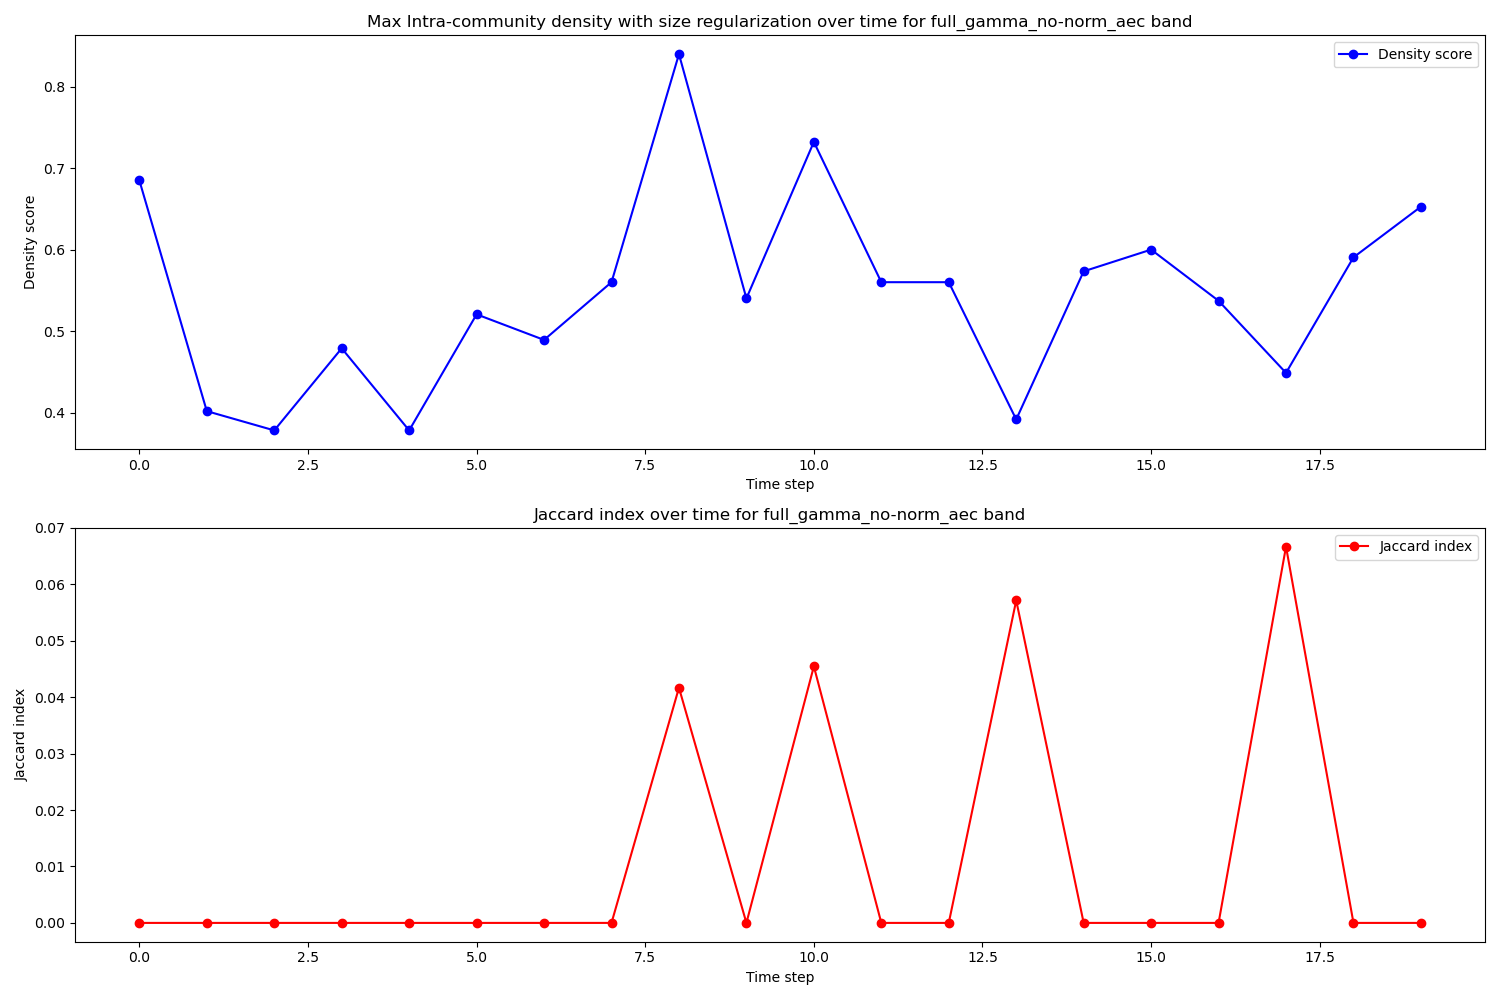 Max Intra-community density with size regularization over time for full_gamma_no-norm_aec band
Density score
0.8
0.7
0.6
0.5
0.4
Density score
0.0 2.5 5.0 7.5 10.0 12.5 15.0 17.5
Time step
Jaccard index over time for full_gamma_no-norm_aec band
Jaccard index
0.07
0.06
0.05
0.04
0.03
0.02
0.01
0.00
Jaccard index
0.0 2.5 5.0 7.5 10.0 12.5 15.0 17.5
Time step